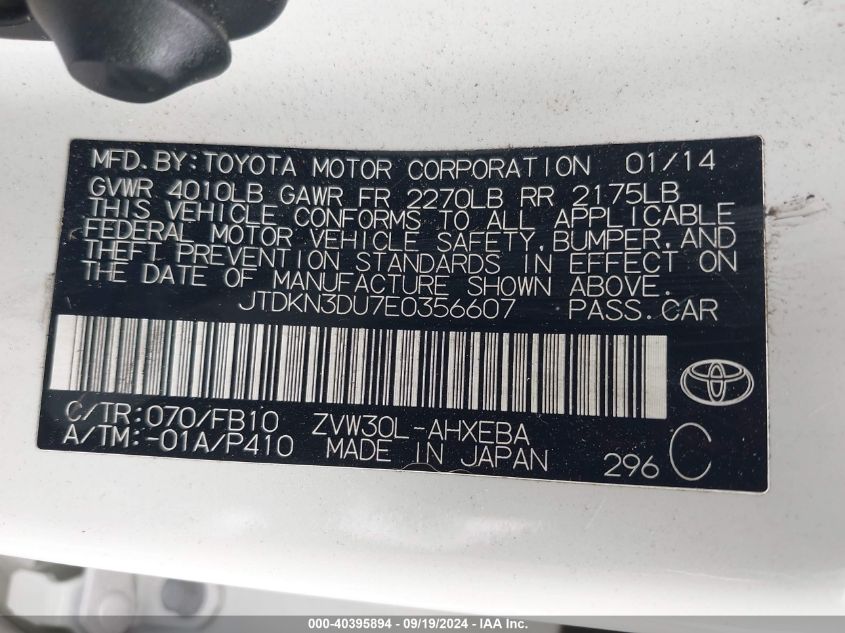 MFD.BY:TOYOTA MOTOR CORPORATION 01/14
GVWR 4010LB GAWR FR 2270LB RR 2175LB
THIS VEHICLE CONFORMS TO ALL APPLICABLE
FEDERAL MOTOR VEHICLE SAFETY,BUMPER,AND
THEFT PREVENTION STANDARDS IN EFFECT ON
THE DATE OF MANUFACTURE SHOWN ABOVE.
JTDKN3DU7E0356607 PASS.CAR
C/TR:070/FB10 ZVW30L-AHXEBA
A/TM:-01A/P410 MADE IN JAPAN 296 C
000-40395894 - 09/19/2024 - IAA Inc.